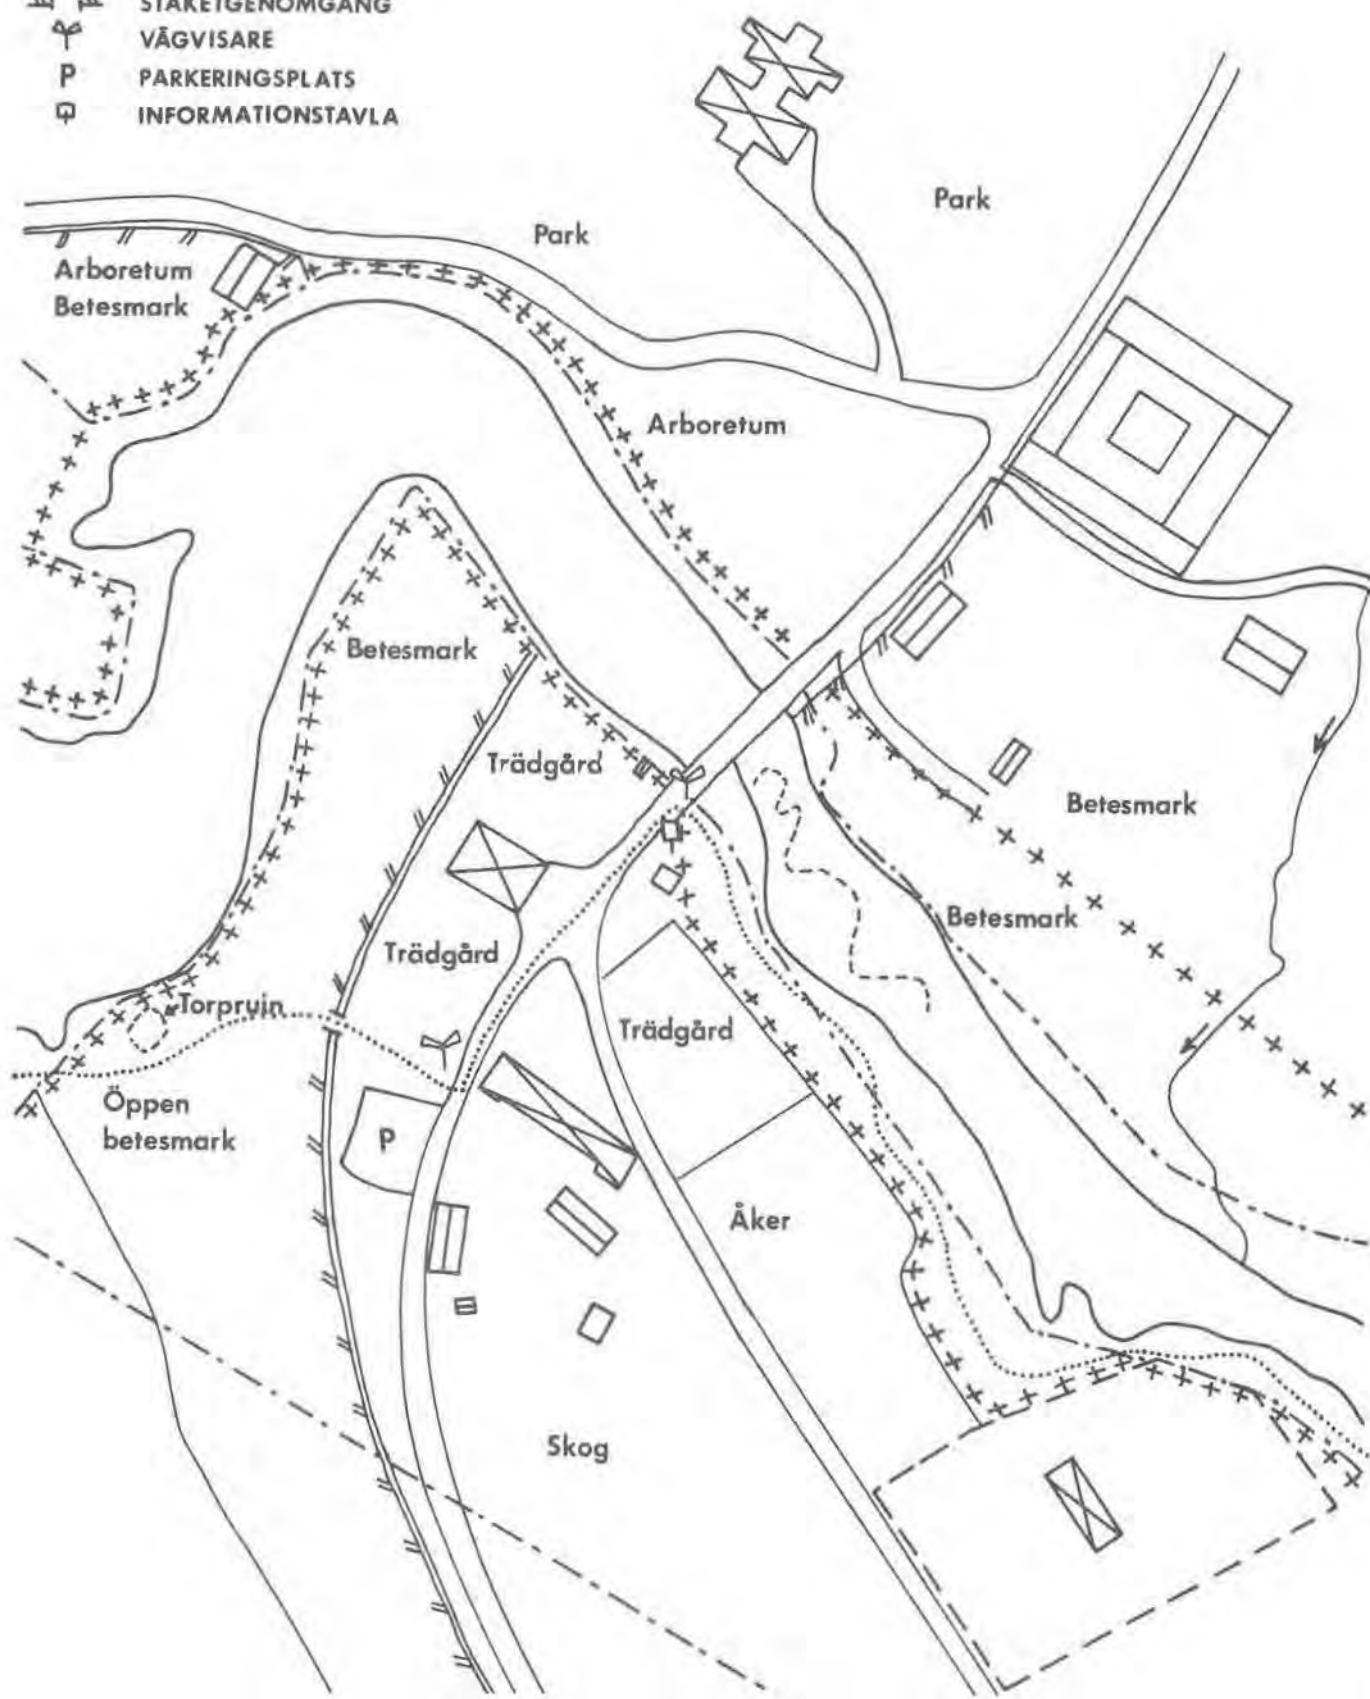 STAKETGENOMGÅNG
VÄGVISARE
P PARKERINGSPLATS
INFORMATIONSTAVLA
Park
Park
Arboretum
Betesmark
Arboretum
Betesmark
Trädgård
Betesmark
Betesmark
Trädgård
Torpruin
Trädgård
Öppen
betesmark
P
Åker
Skog